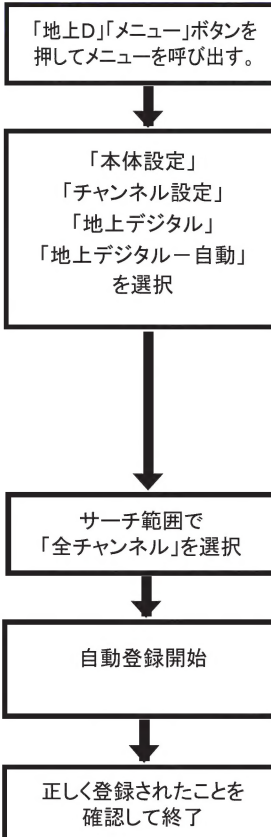 「地上D」「メニュー」ボタンを
押してメニューを呼び出す。
「本体設定」
「チャンネル設定」
「地上デジタル」
「地上デジタル－自動」
を選択
サーチ範囲で
「全チャンネル」を選択
自動登録開始
正しく登録されたことを
確認して終了